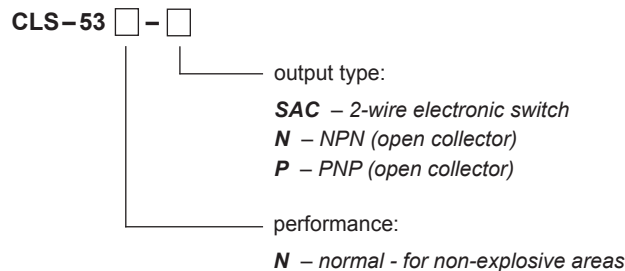 CLS–53 □ – □
output type:
SAC – 2-wire electronic switch
N – NPN (open collector)
P – PNP (open collector)
performance:
N – normal - for non-explosive areas